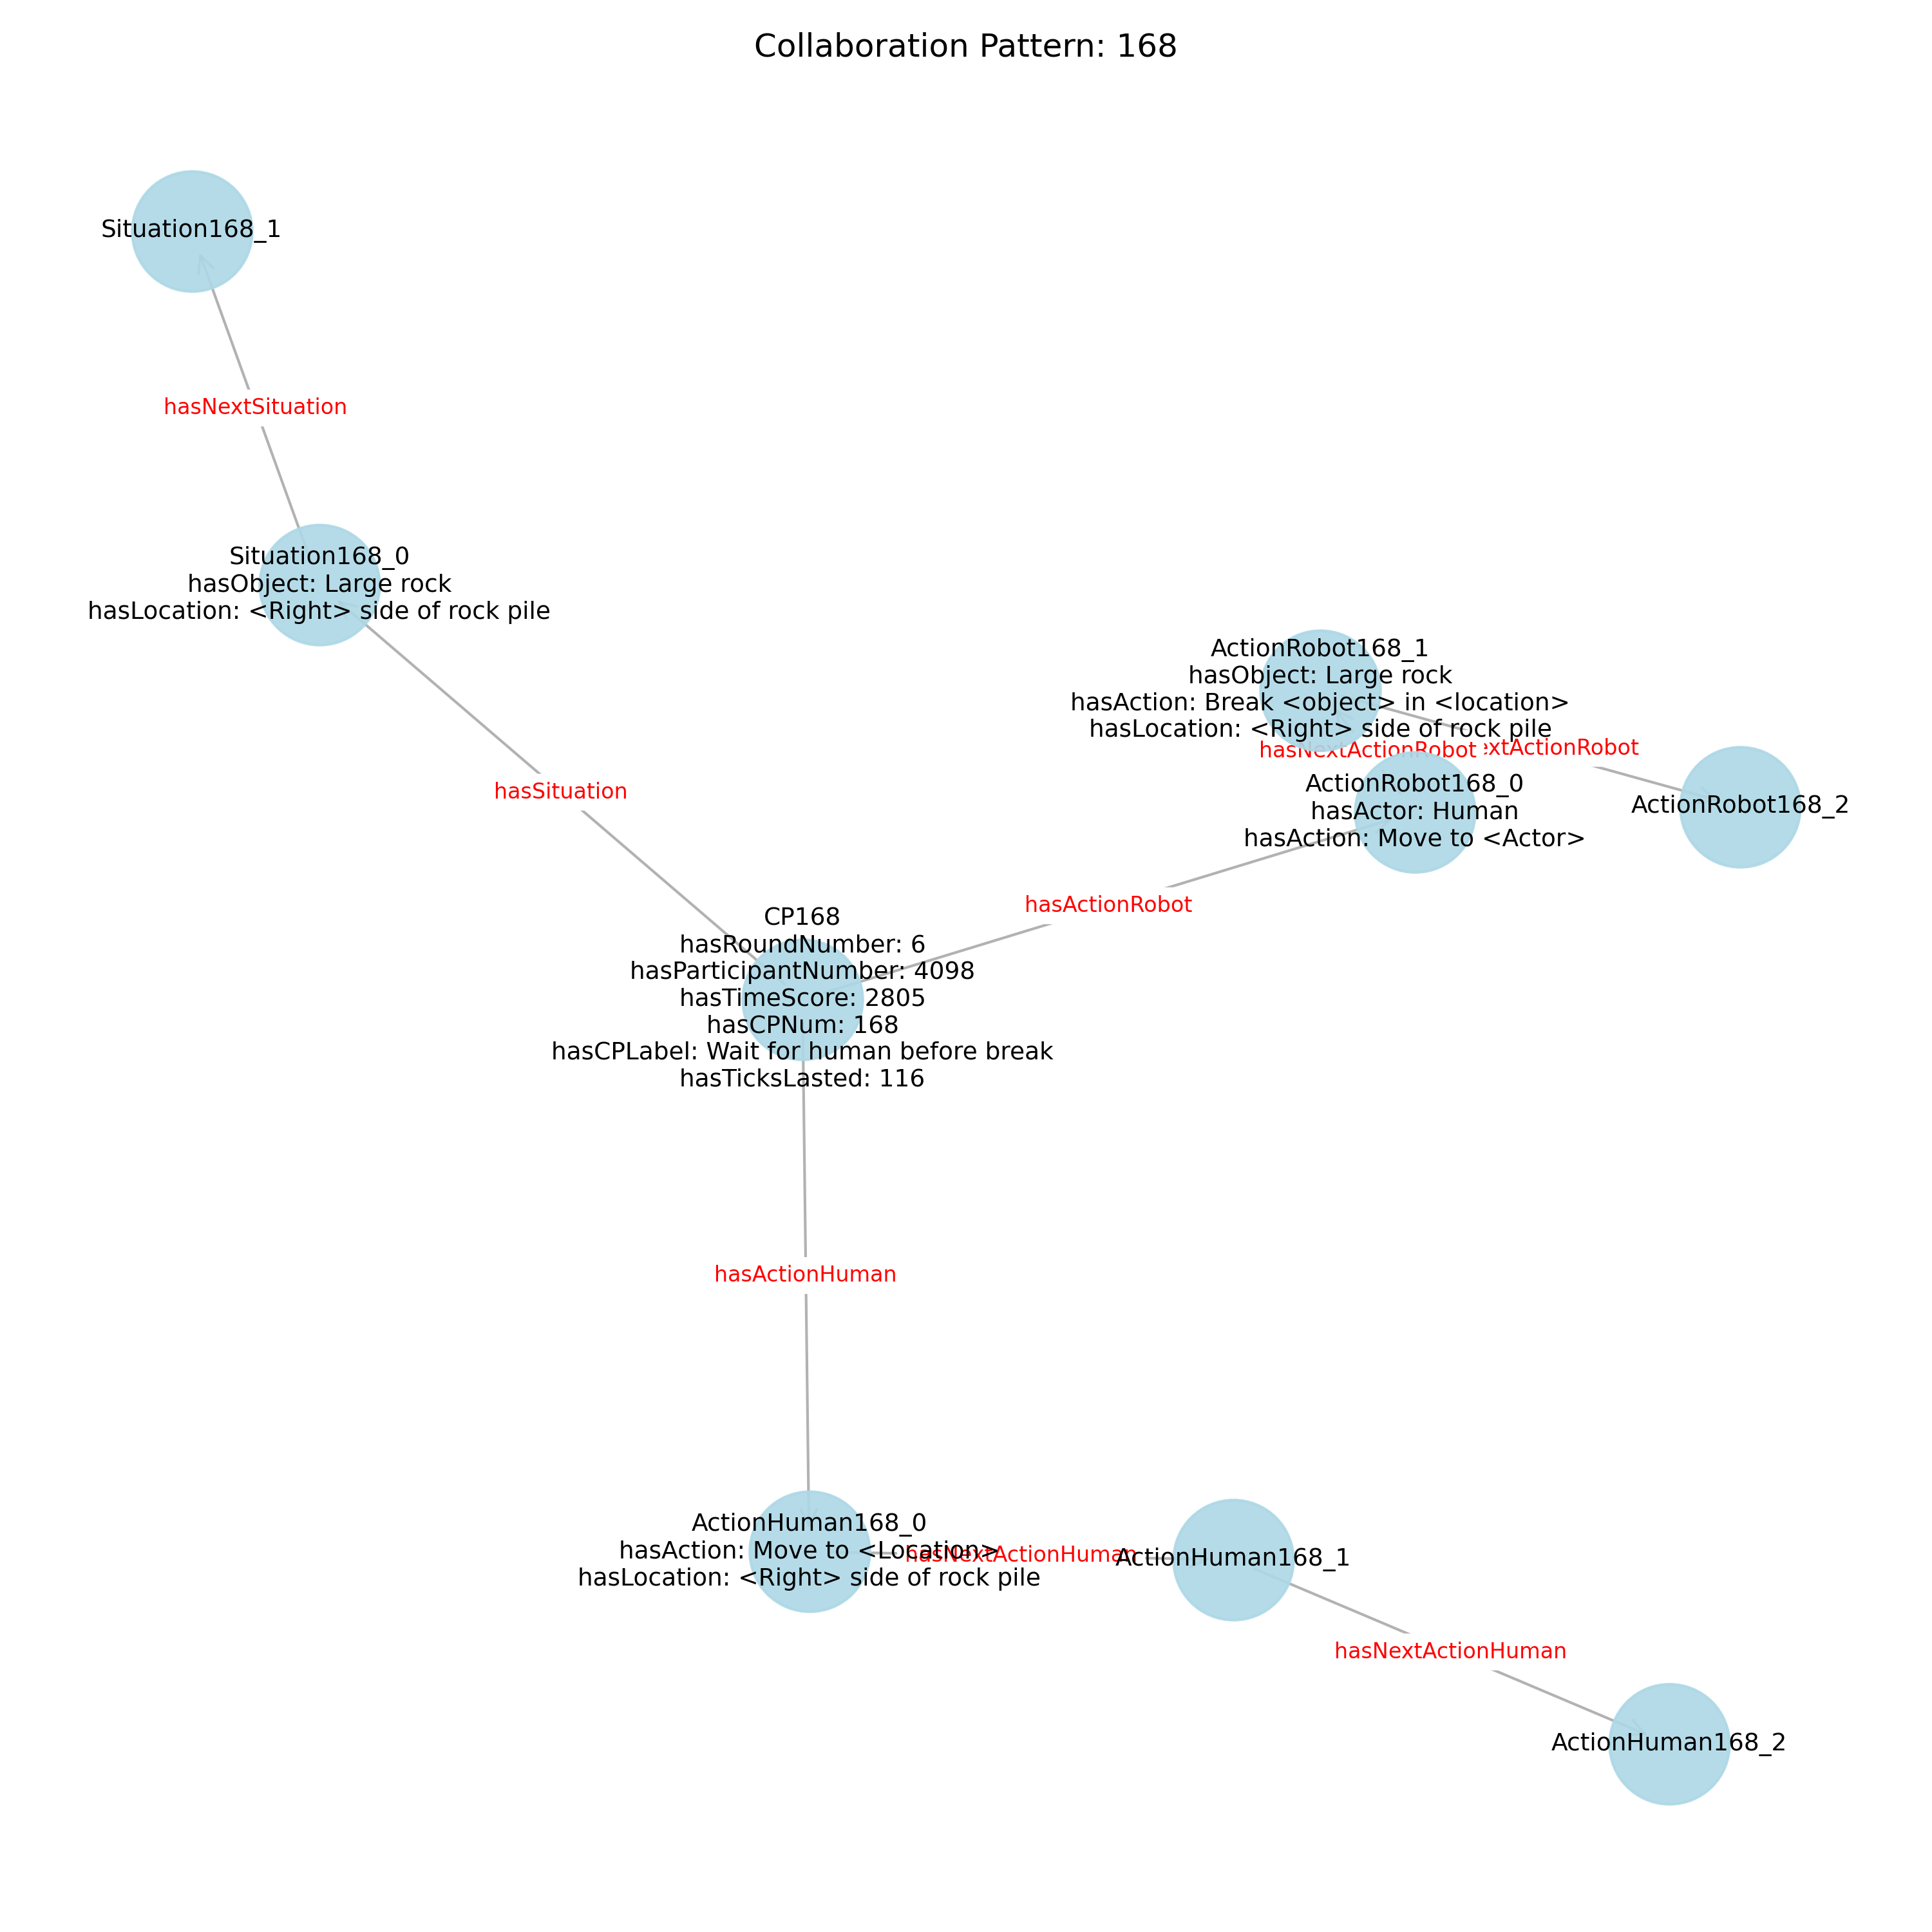 Collaboration Pattern: 168
Situation168_1
hasNextSituation
Situation168_0
hasObject: Large rock
hasLocation: <Right> side of rock pile
hasSituation
ActionRobot168_1
hasObject: Large rock
hasAction: Break <object> in <location>
hasLocation: <Right> side of rock pile
hasNextActionRobot
extActionRobot
ActionRobot168_0
hasActor: Human
hasAction: Move to <Actor>
ActionRobot168_2
hasActionRobot
CP168
hasRoundNumber: 6
hasParticipantNumber: 4098
hasTimeScore: 2805
hasCPNum: 168
hasCPLabel: Wait for human before break
hasTicksLasted: 116
hasActionHuman
ActionHuman168_0
hasAction: Move to <Location>
hasLocation: <Right> side of rock pile
hasNextActionHuman
ActionHuman168_1
hasNextActionHuman
ActionHuman168_2